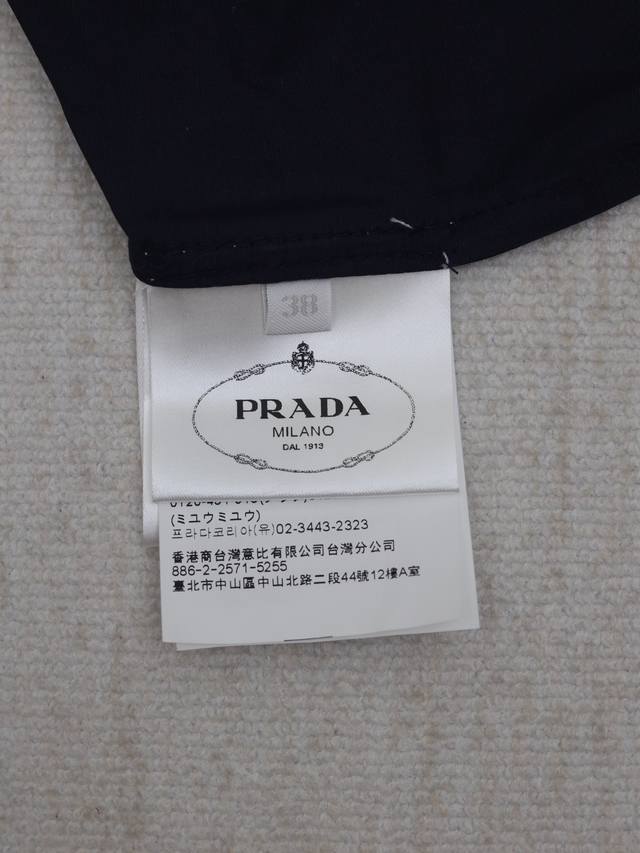 38
PRADA
MILANO
DAL 1913
(ミユウミユウ)
프라다코리아(유)02-3443-2323
香港商台灣意比有限公司台灣分公司
886-2-2571-5255
臺北市中山區中山北路二段44號12樓A室